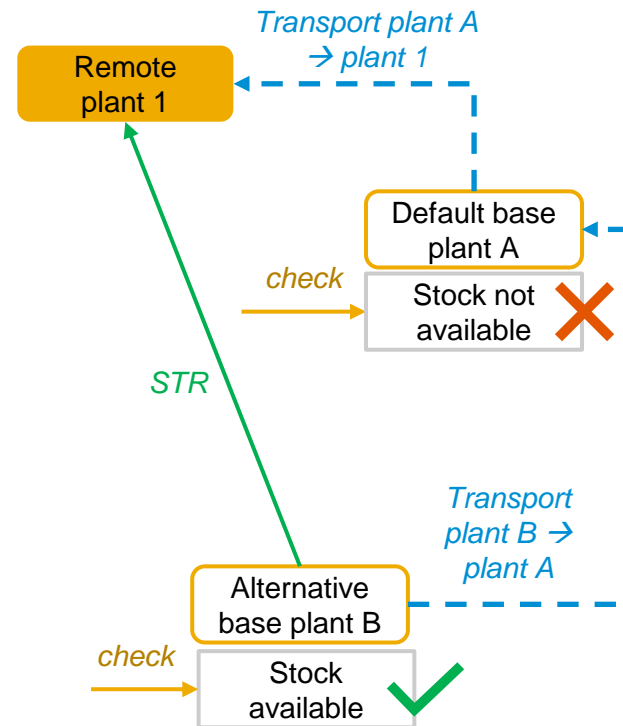 Transport plant A
→ plant 1
Remote
plant 1
Default base
plant A
check
Stock not
available
STR
Transport
plant B →
plant A
Alternative
base plant B
check
Stock
available